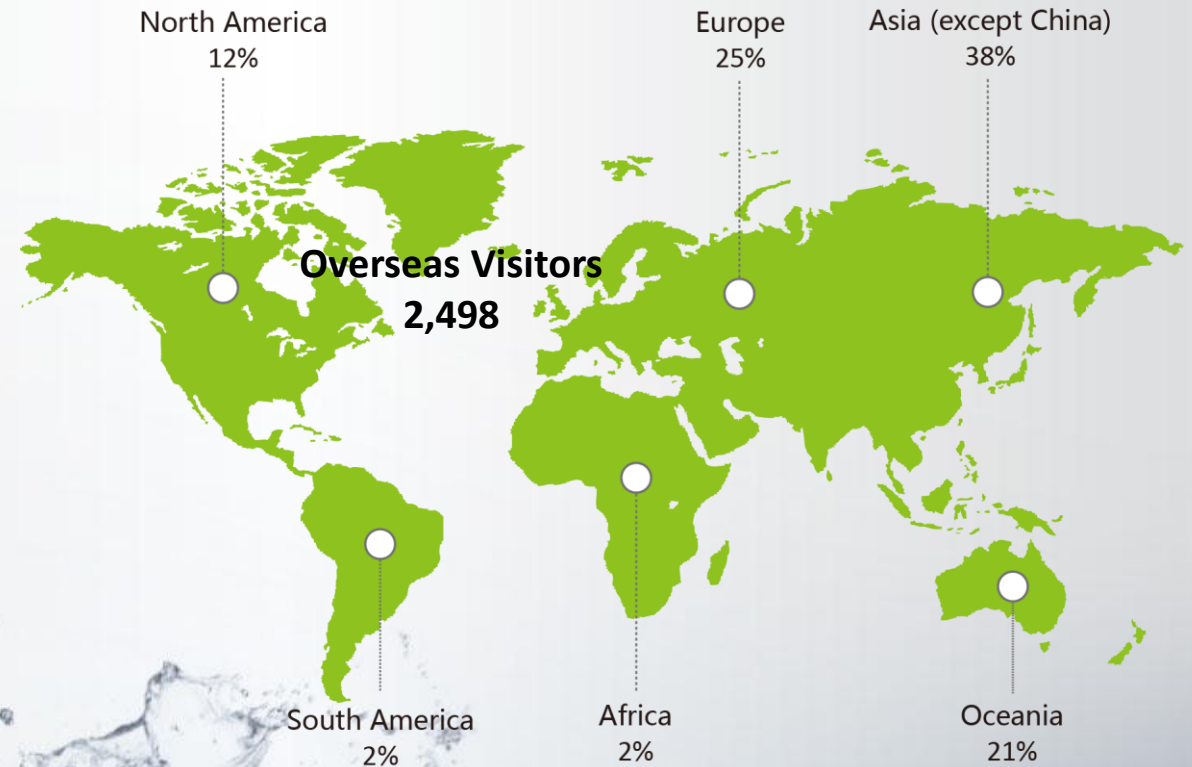 North America
12%
Europe
25%
Asia (except China)
38%
Overseas Visitors
2,498
South America
2%
Africa
2%
Oceania
21%